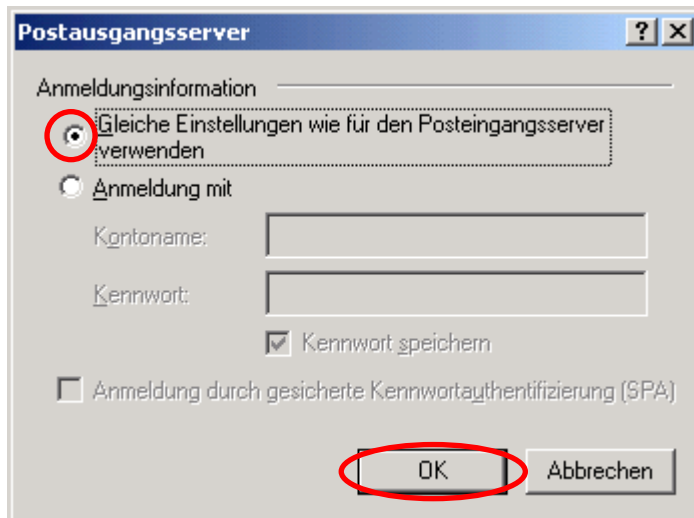 Postausgangsserver
Anmeldungsinformation
Gleiche Einstellungen wie für den Posteingangsserver
verwenden
Anmeldung mit
Kontoname:
Kennwort:
Kennwort speichern
Anmeldung durch gesicherte Kennwortauthentifizierung (SPA)
OK Abbrechen